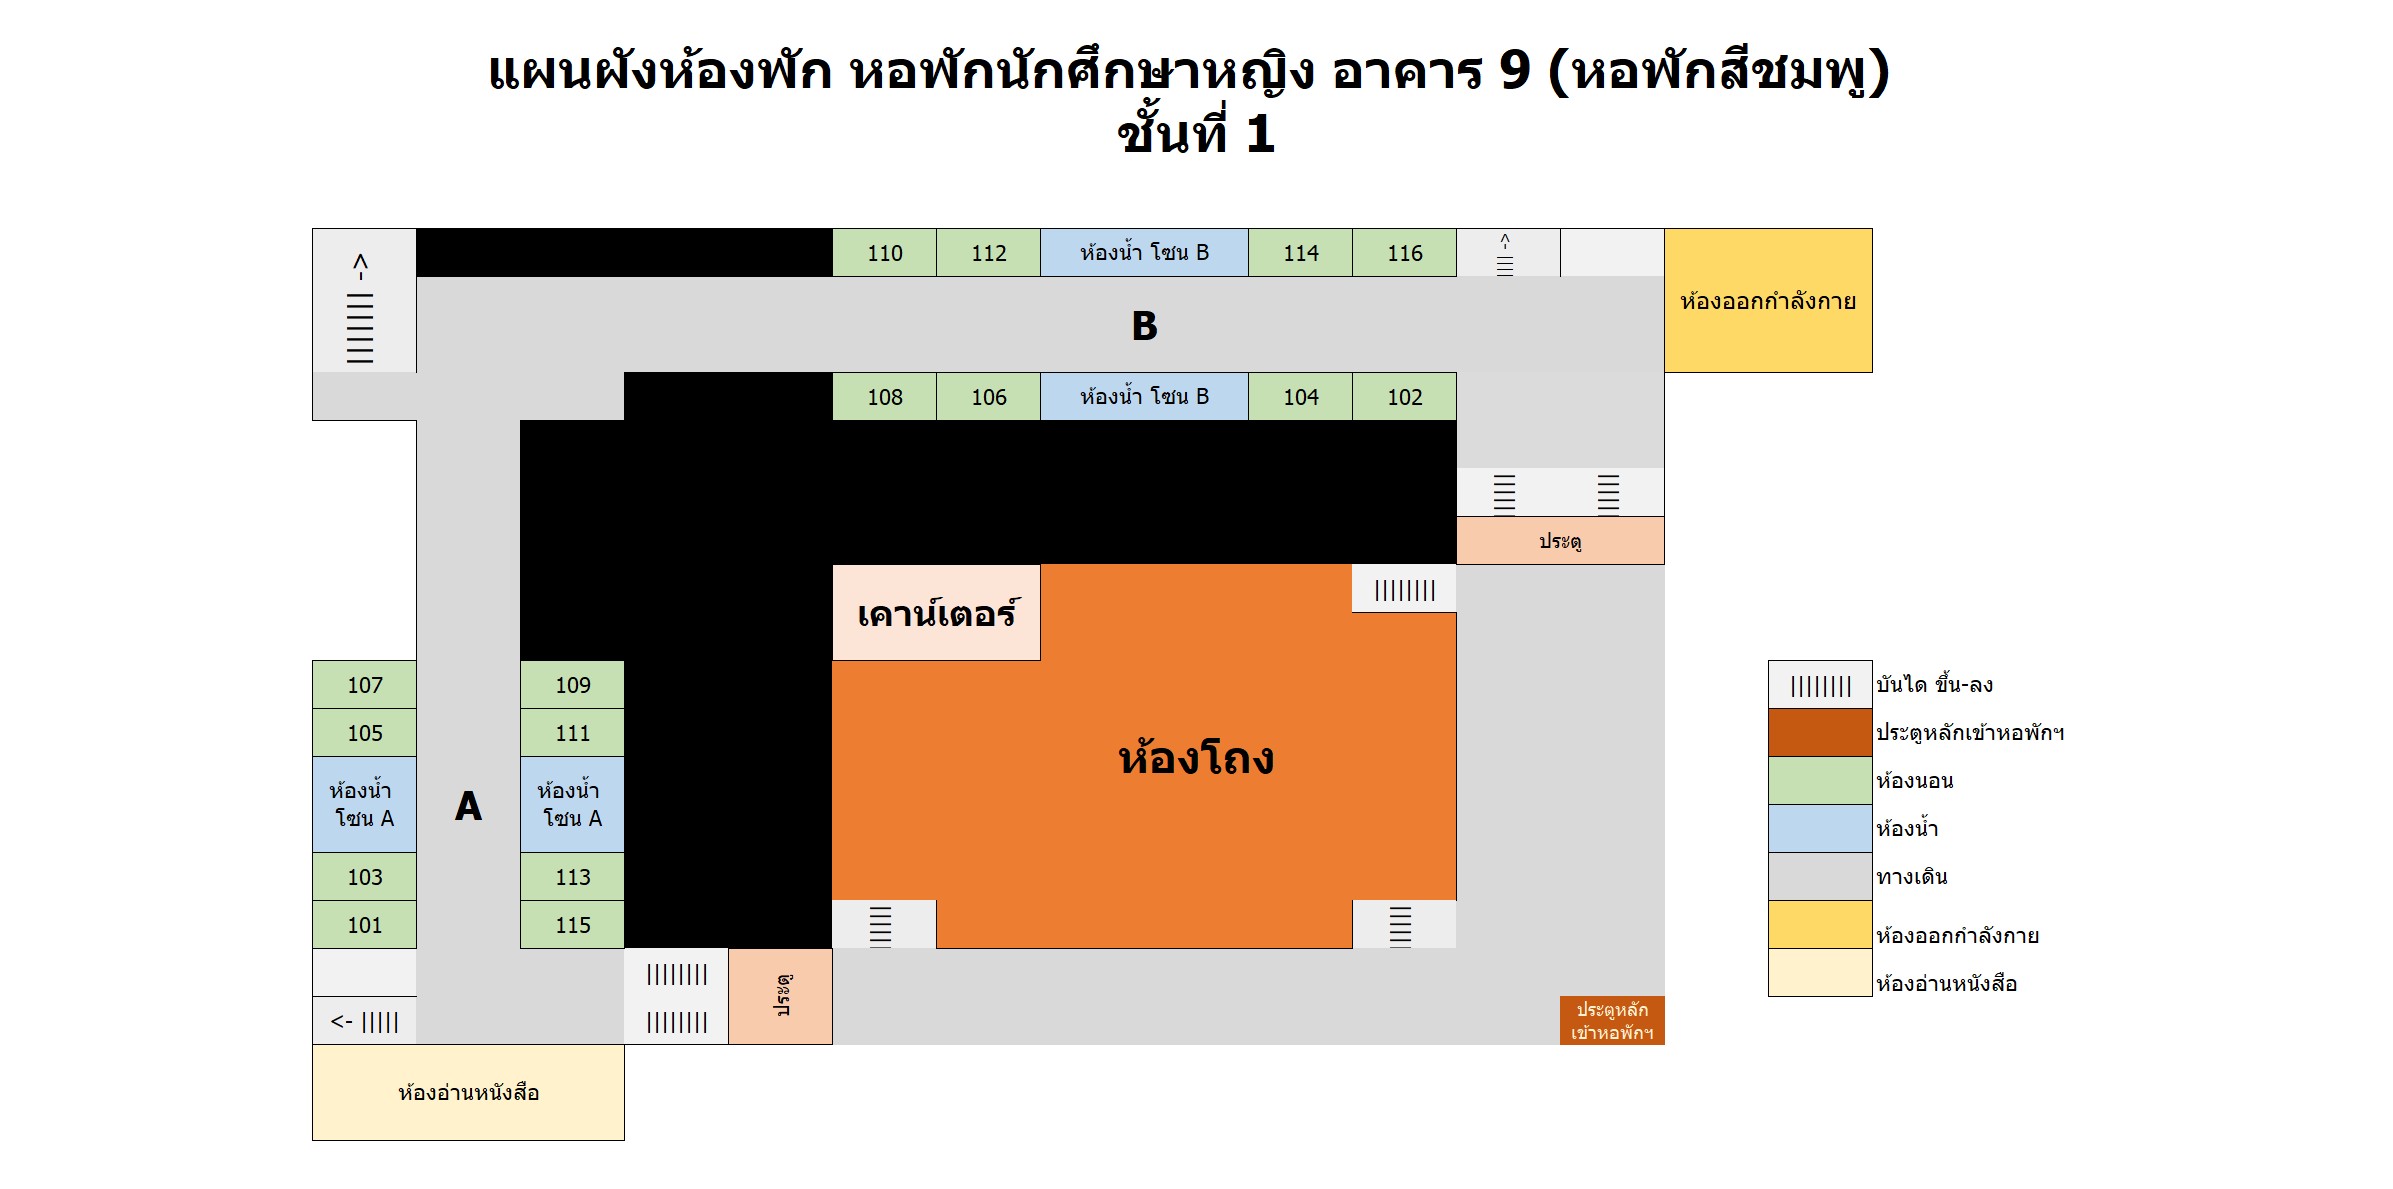 แผนผังห้องพัก หอพักนักศึกษาหญิง อาคาร 9 (หอพักสีชมพู)
ชั้นที่ 1
||||||| ->
110
112
ห้องน้ำ โซน B
114
116
|||| ->
ห้องออกกำลังกาย
B
108
106
ห้องน้ำ โซน B
104
102
||||||
||||||
ประตู
เคาน์เตอร์
||||||||
ห้องโถง
107
109
105
111
ห้องน้ำ
โซน A
A
ห้องน้ำ
โซน A
103
113
101
115
||||||
||||||
||||||||
<- |||||
||||||||
ประตู
ประตูหลัก
เข้าหอพักฯ
ห้องอ่านหนังสือ
|||||||| บันได ขึ้น-ลง
ประตูหลักเข้าหอพักฯ
ห้องนอน
ห้องน้ำ
ทางเดิน
ห้องออกกำลังกาย
ห้องอ่านหนังสือ